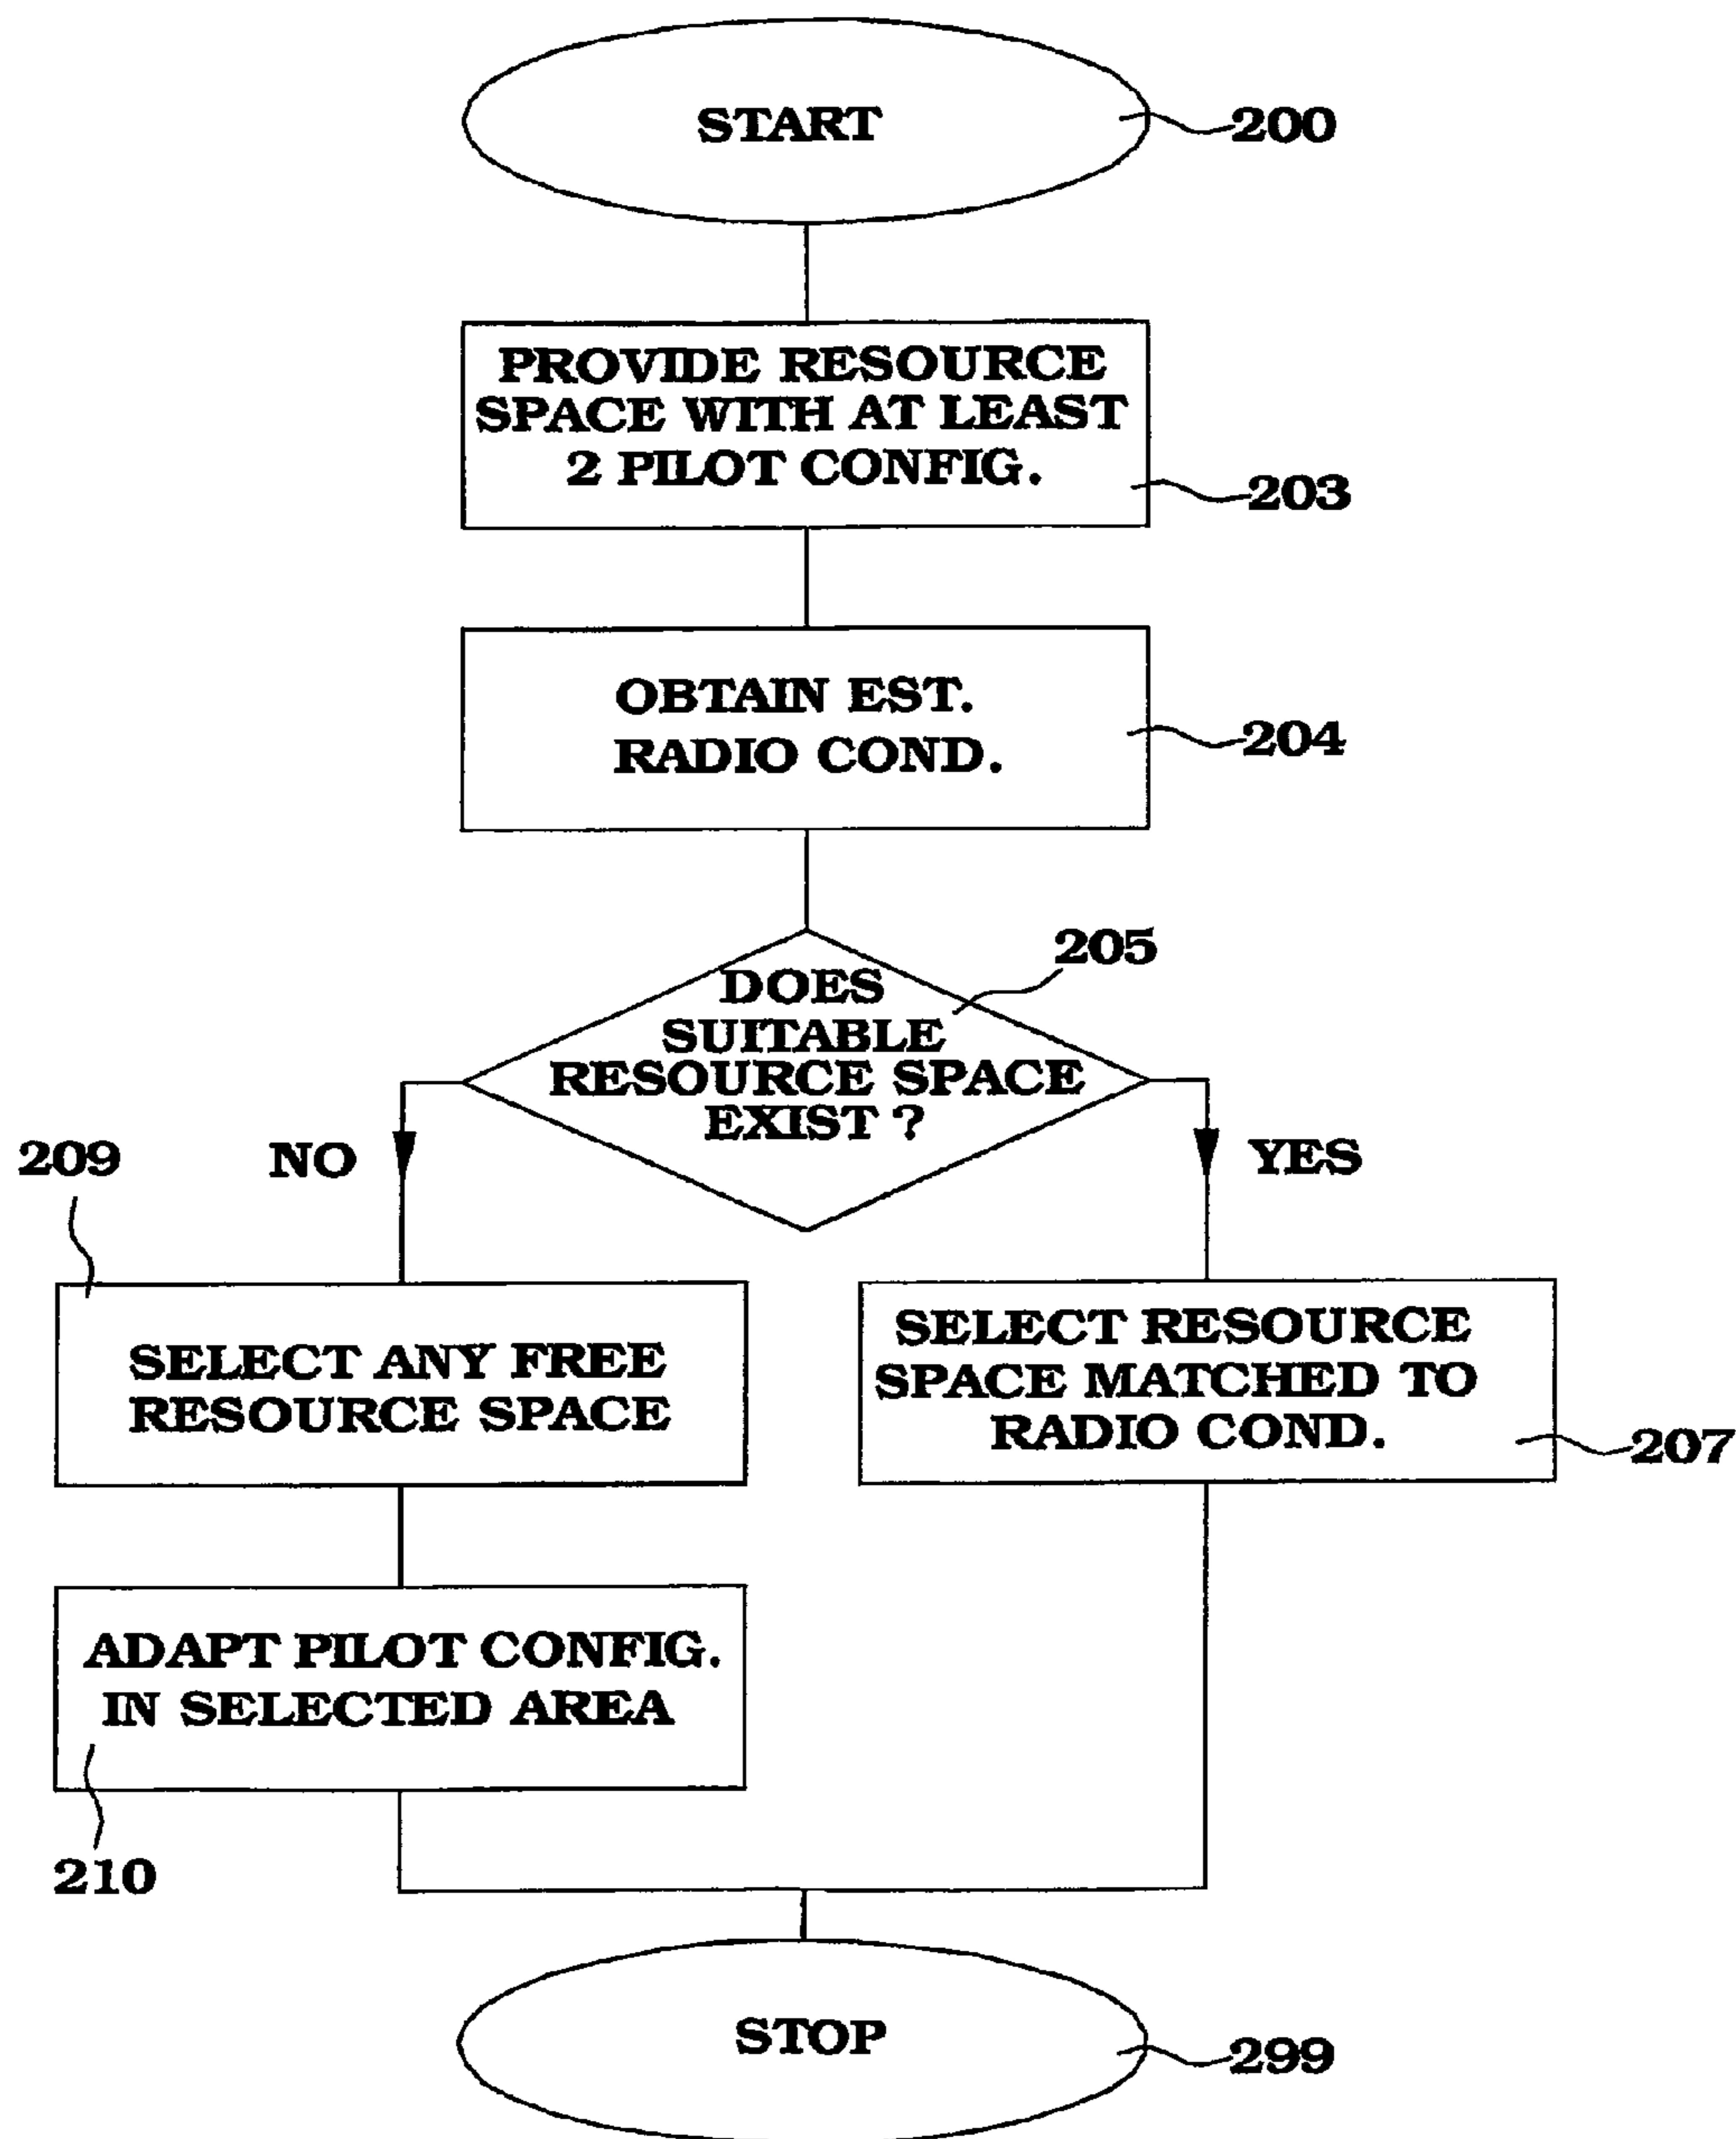 START
200
PROVIDE RESOURCE
SPACE WITH AT LEAST
2 PILOT CONFIG.
203
OBTAIN EST.
RADIO COND.
204
205
DOES
SUITABLE
RESOURCE SPACE
EXIST ?
209
NO
YES
SELECT ANY FREE
RESOURCE SPACE
SELECT RESOURCE
SPACE MATCHED TO
RADIO COND.
207
ADAPT PILOT CONFIG.
IN SELECTED AREA
210
STOP
299